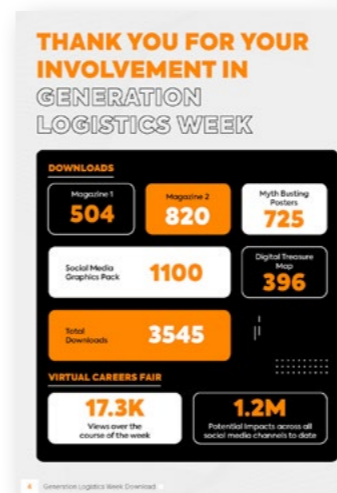 THANK YOU FOR YOUR
INVOLVEMENT IN
GENERATION
LOGISTICS WEEK
DOWNLOADS
Magazine 1
504
Magazine 2
820
Myth Busting
Posters
725
Social Media
Graphics Pack
1100
Digital Treasure
Map
396
Total
Downloads
3545
VIRTUAL CAREERS FAIR
17.3K
Views over the
course of the week
1.2M
Potential impacts across all
social media channels to date
4 Generation Logistics Week Download